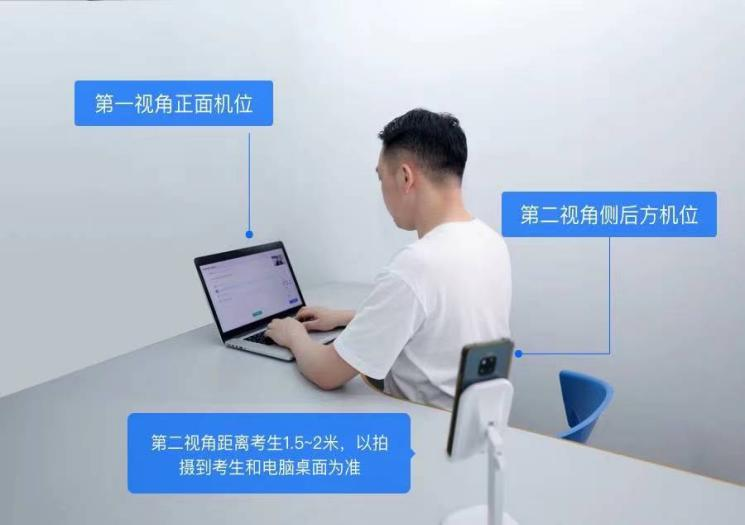 第一视角正面机位
第二视角侧后方机位
第二视角距离考生1.5~2米，以拍
摄到考生和电脑桌面为准